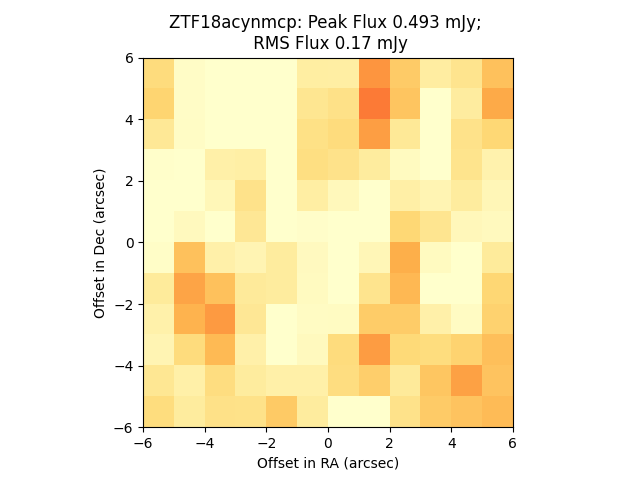 ZTF18acynmcp: Peak Flux 0.493 mJy;
RMS Flux 0.17 mJy
6
4
2
0
−2
−4
−6
Offset in Dec (arcsec)
−6 −4 −2 0 2 4 6
Offset in RA (arcsec)